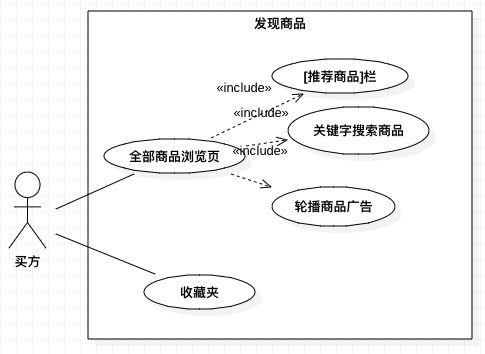 发现商品
[推荐商品]栏
«include»
«include»
关键字搜索商品
«include»
全部商品浏览页
轮播商品广告
买方
收藏夹